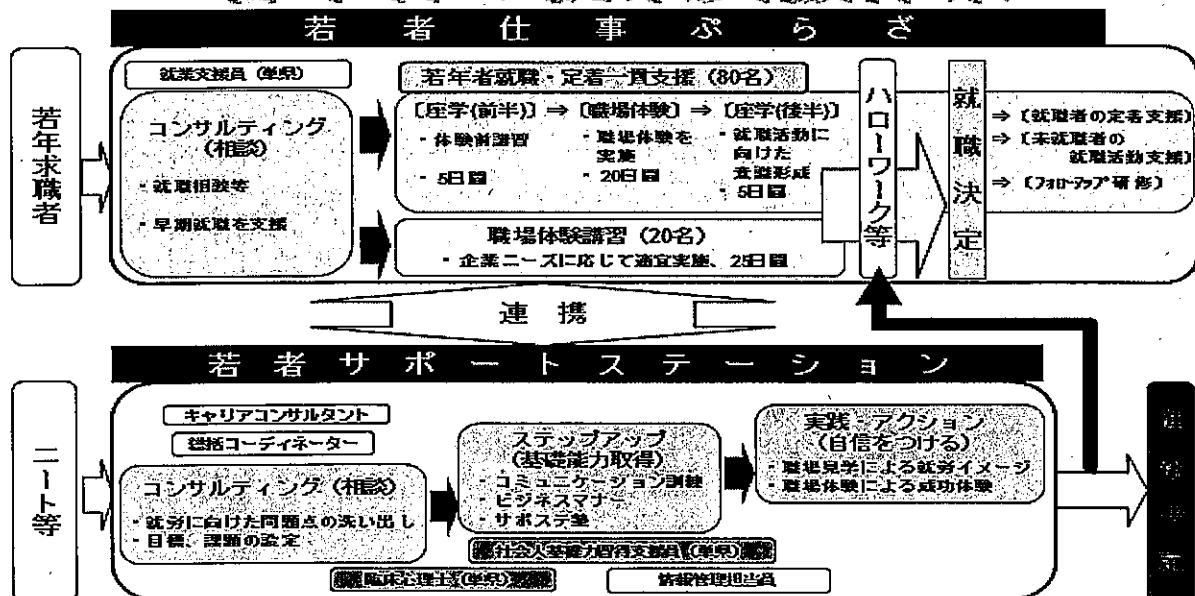 若者仕事ぷらざ
若年求職者
就業支援員(単県)
コンサルティング
(相談)
・就職相談等
・早期就職を支援
若年者就職・定着一貫支援(80名)
〔座学(前半)〕⇒〔職場体験〕⇒〔座学(後半)〕
・体験前講習
・5日間
・職場体験を
実施
・20日間
・就職活動に
向けた
意識形成
・5日間
職場体験講習(20名)
・企業ニーズに応じて適宜実施、25日間
ハローワーク等
就職決定
⇒〔就職者の定着支援〕
⇒〔未就職者の
就職活動支援〕
⇒〔フォローアップ研修〕
連携
若者サポートステーション
ニート等
キャリアコンサルタント
総括コーディネーター
コンサルティング(相談)
・就労に向けた問題点の洗い出し
・目標、課題の設定
ステップアップ
(基礎能力取得)
・コミュニケーション訓練
・ビジネスマナー
・サポステ塾
実践・アクション
(自信をつける)
・職場見学による就労イメージ
・職場体験による成功体験
社会人基礎力習得支援員(単県)
臨床心理士(単県)
情報管理担当員
進等決定